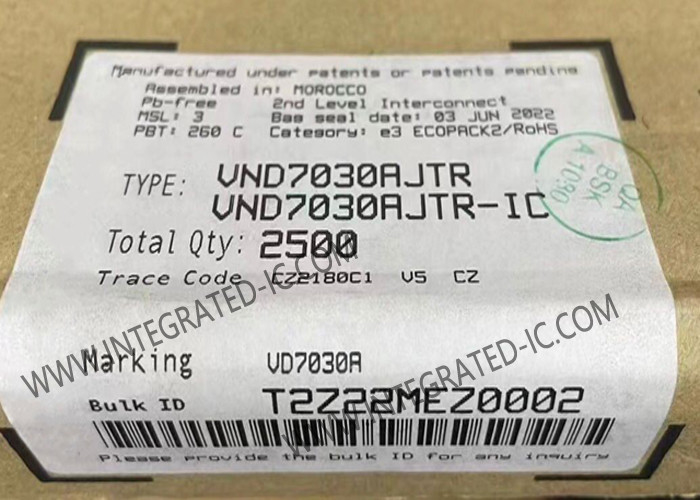 Manufactured under patents or patents pending
Assembled in: MOROCCO
Pb-free 2nd Level Interconnect
MSL: 3 Bag seal date: 03 JUN 2022
PBT: 260 C Category: e3 ECOPACK2/RoHS
TYPE: VND7030AJTR
VND7030AJTR-IC
QA
BSK
A 1090
Total Qty: 2500
Trace Code CZ2180C1 V5 CZ
WWW.INTEGRATED-IC.COM
WWW.INTEGRATED-IC.COM
Marking VD7030A
Bulk ID T2Z22MEZ0002
Please provide the bulk ID for any inquiry